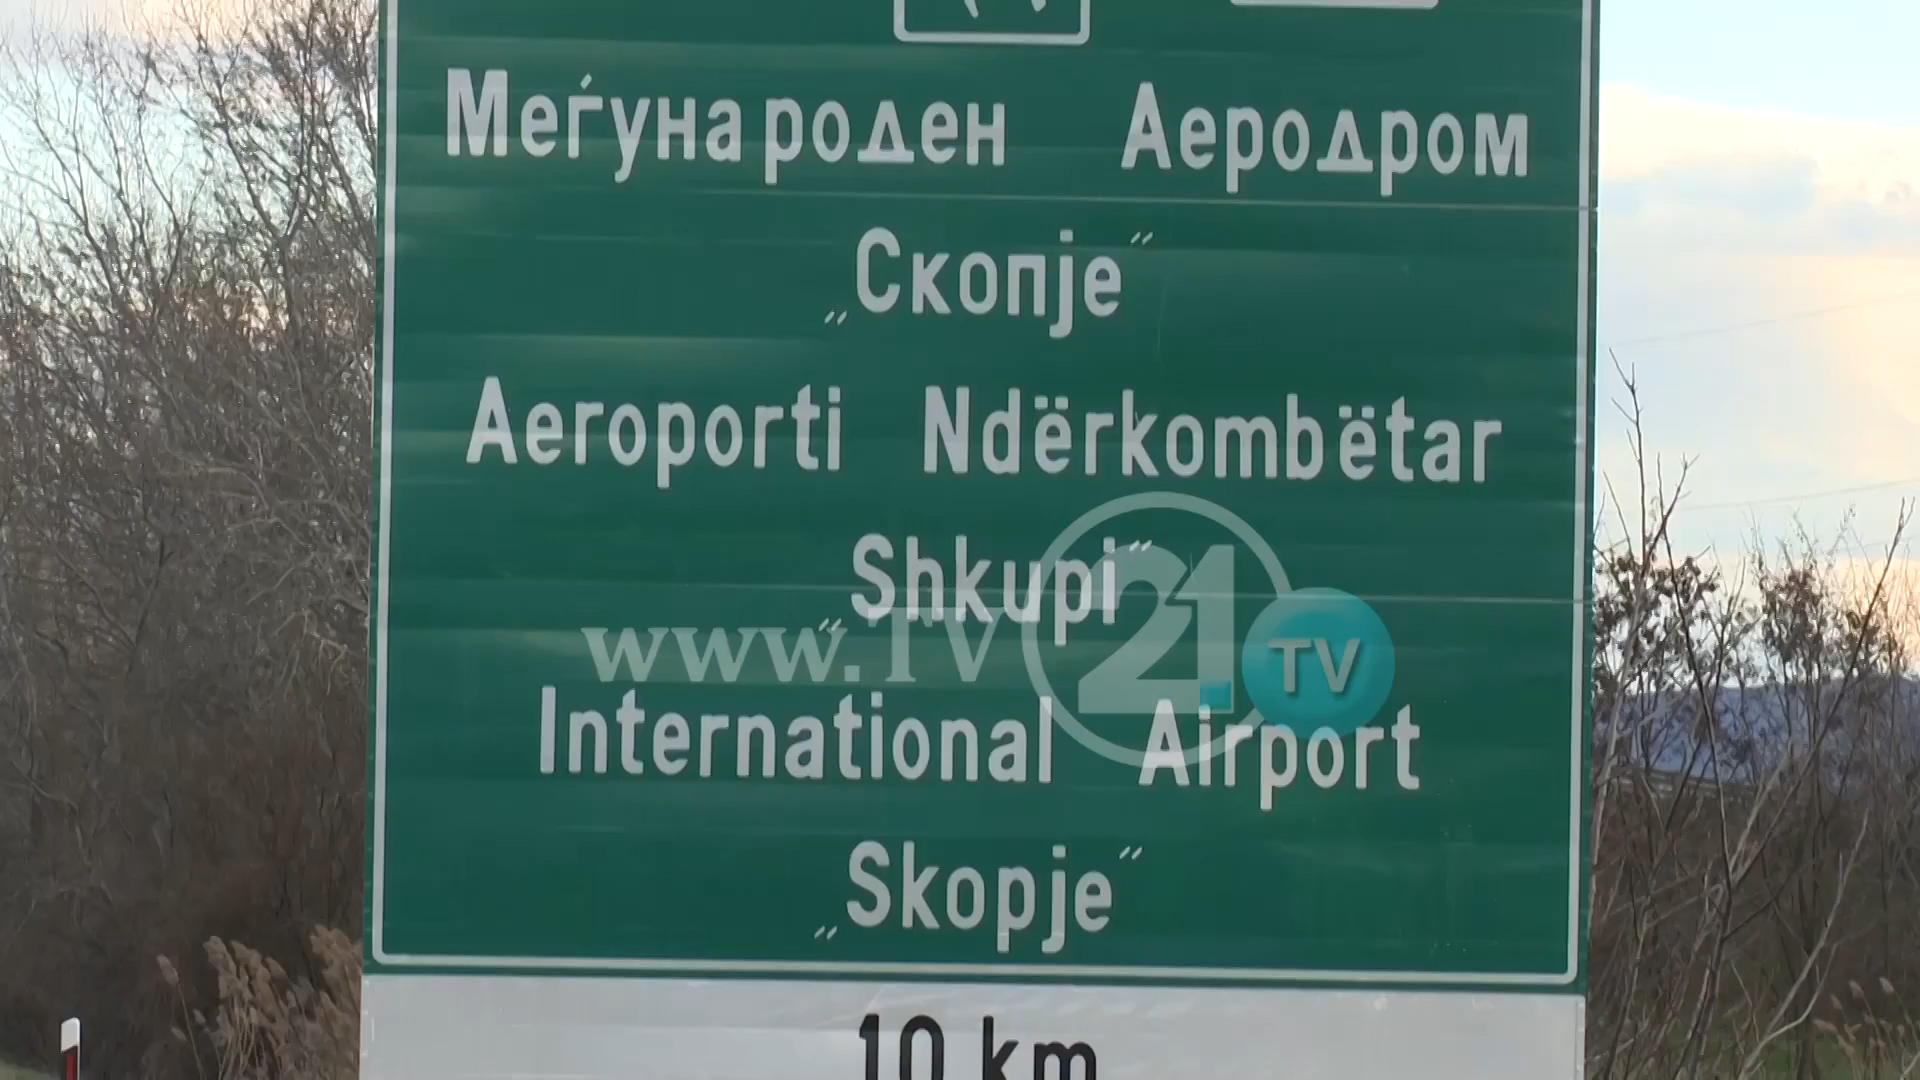 Меѓународен Аеродром
„Скопје”
Aeroporti Ndërkombëtar
„Shkupi”
www.TV21.TV
International Airport
„Skopje”
10 km